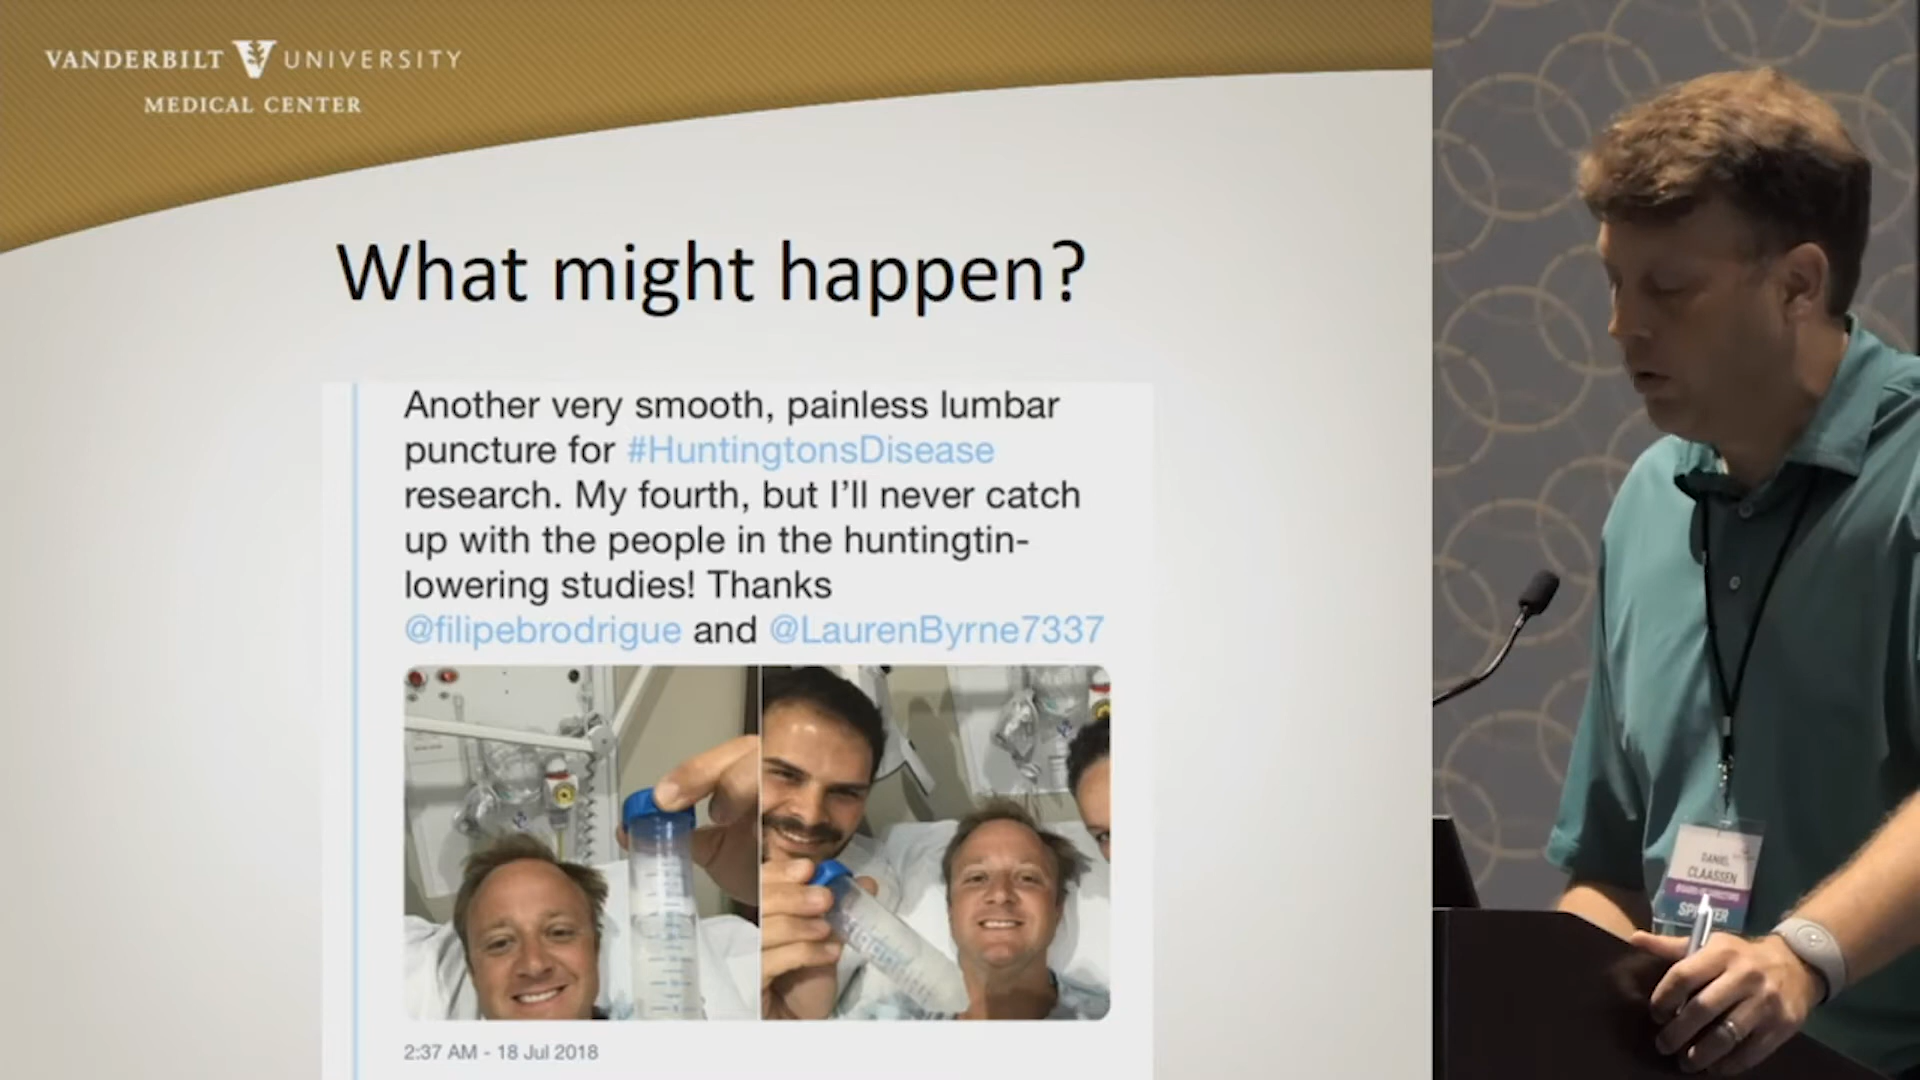 VANDERBILT UNIVERSITY
MEDICAL CENTER
What might happen?
Another very smooth, painless lumbar
puncture for #HuntingtonsDisease
research. My fourth, but I'll never catch
up with the people in the huntingtin-
lowering studies! Thanks
@filipebrodrigue and @LaurenByrne7337
2:37 AM - 18 Jul 2018
DANIEL
CLAASSEN